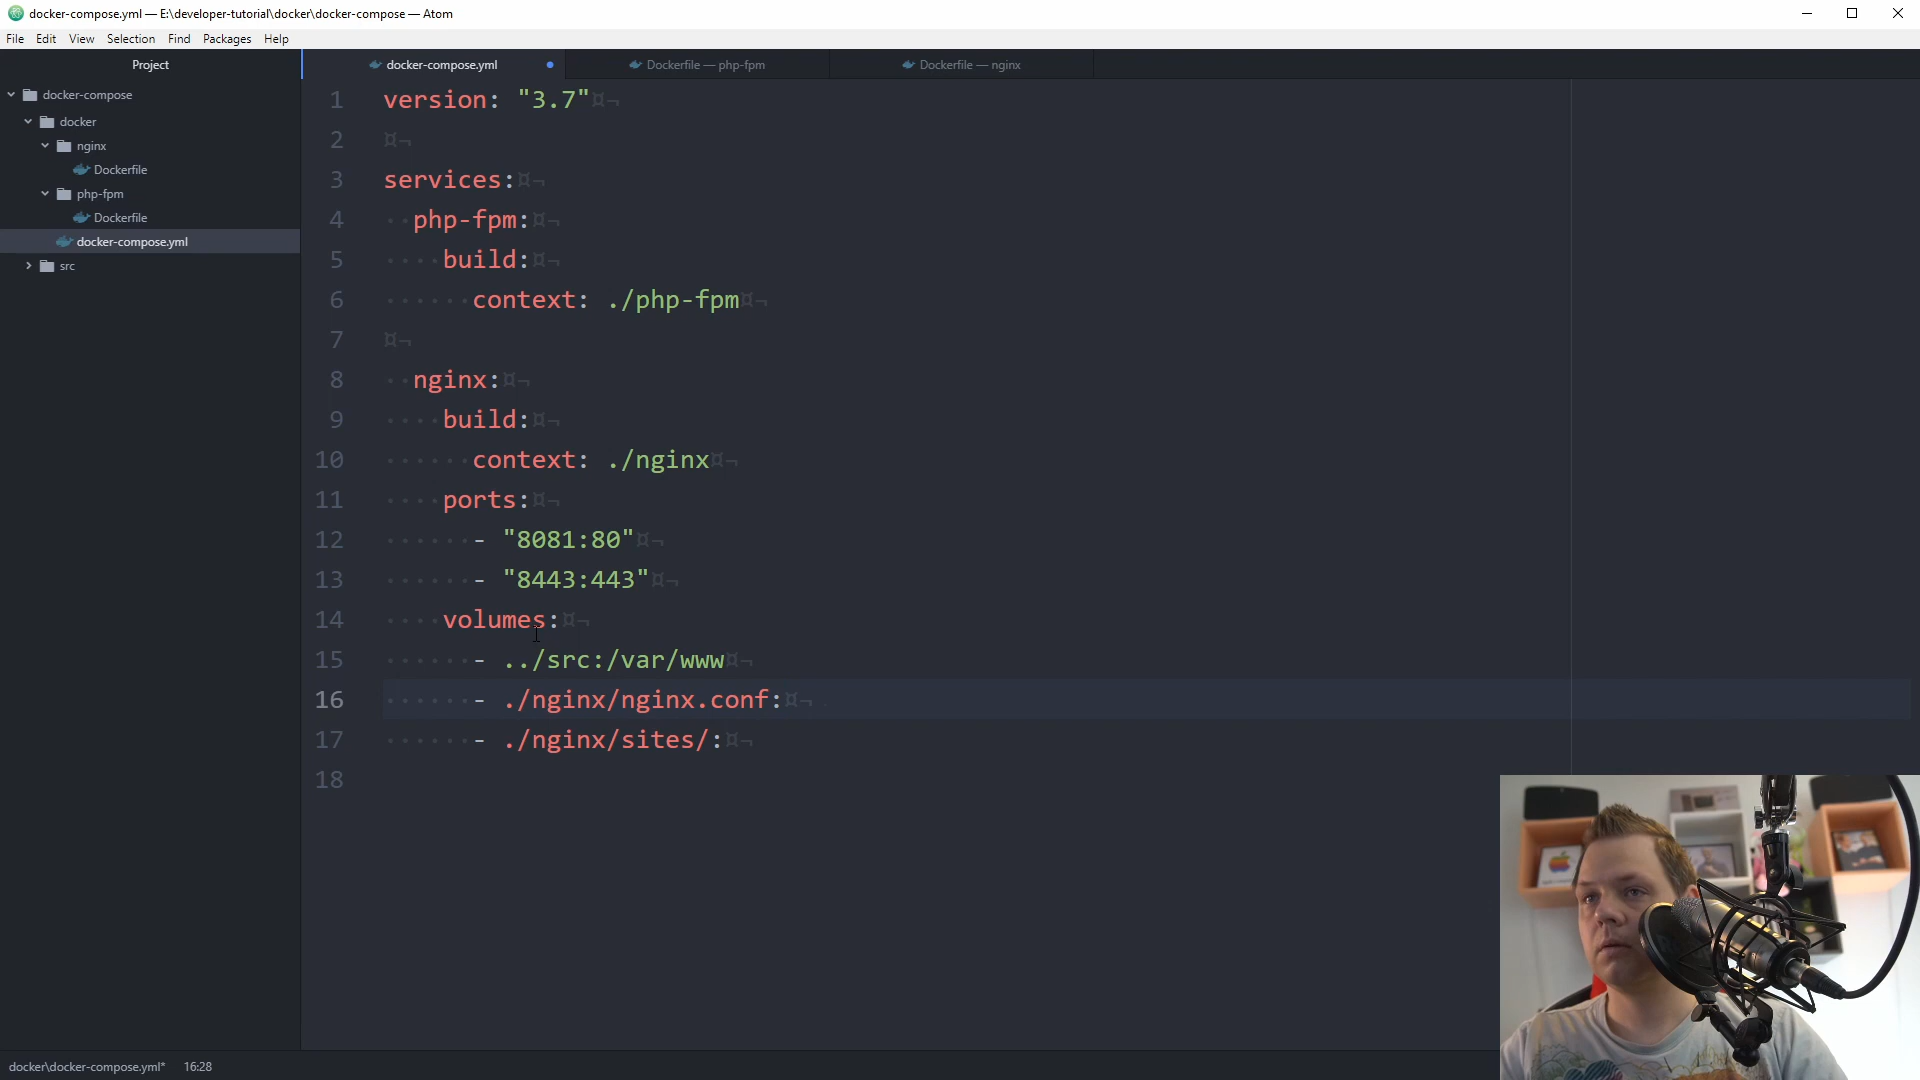 docker-compose.yml — E:\developer-tutorial\docker\docker-compose — Atom
File Edit View Selection Find Packages Help
Project
docker-compose.yml
Dockerfile — php-fpm
Dockerfile — nginx
docker-compose
docker
nginx
Dockerfile
php-fpm
Dockerfile
docker-compose.yml
src
1 version: "3.7"¤¬
2 ¤¬
3 services:¤¬
4 ··php-fpm:¤¬
5 ····build:¤¬
6 ······context: ./php-fpm¤¬
7 ¤¬
8 ··nginx:¤¬
9 ····build:¤¬
10 ······context: ./nginx¤¬
11 ····ports:¤¬
12 ······- "8081:80"¤¬
13 ······- "8443:443"¤¬
14 ····volumes:¤¬
15 ······- ../src:/var/www¤¬
16 ······- ./nginx/nginx.conf:¤¬
17 ······- ./nginx/sites/:¤¬
18
docker\docker-compose.yml* 16:28